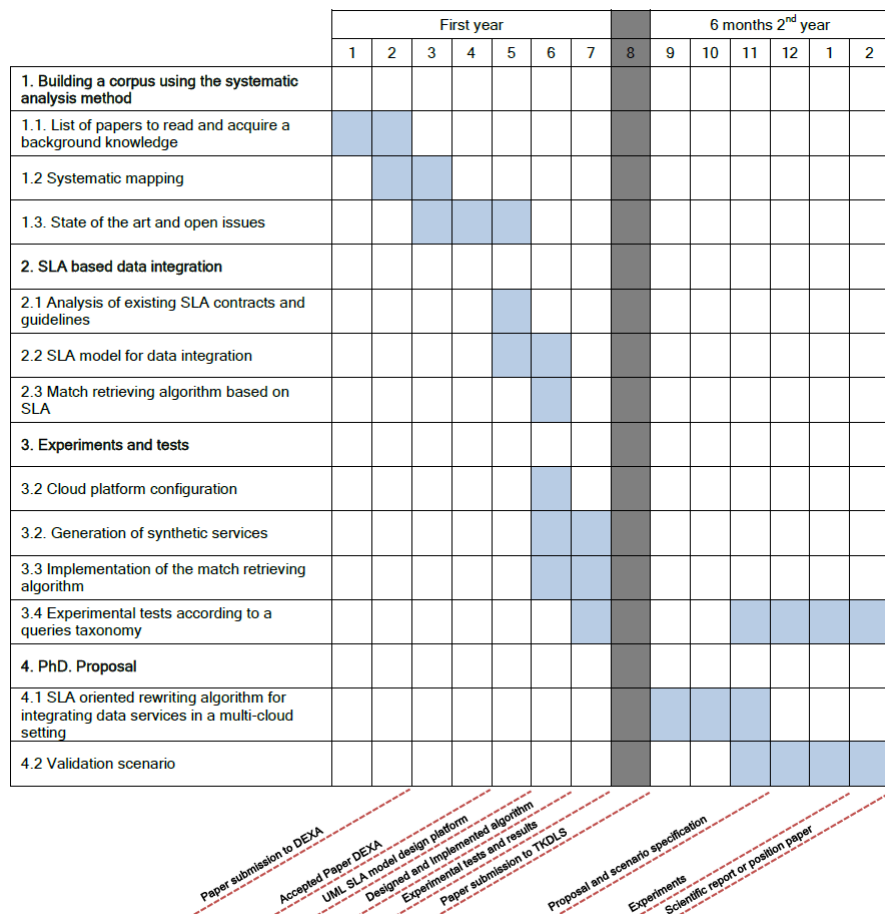 First year 6 months 2nd year
1 2 3 4 5 6 7 8 9 10 11 12 1 2
1. Building a corpus using the systematic
analysis method
1.1. List of papers to read and acquire a
background knowledge
1.2 Systematic mapping
1.3. State of the art and open issues
2. SLA based data integration
2.1 Analysis of existing SLA contracts and
guidelines
2.2 SLA model for data integration
2.3 Match retrieving algorithm based on
SLA
3. Experiments and tests
3.2 Cloud platform configuration
3.2. Generation of synthetic services
3.3 Implementation of the match retrieving
algorithm
3.4 Experimental tests according to a
queries taxonomy
4. PhD. Proposal
4.1 SLA oriented rewriting algorithm for
integrating data services in a multi-cloud
setting
4.2 Validation scenario
Paper submission to DEXA
Accepted Paper DEXA
UML SLA model design platform
Designed and Implemented algorithm
Experimental tests and results
Paper submission to TKDLS
Proposal and scenario specification
Experiments
Scientific report or position paper